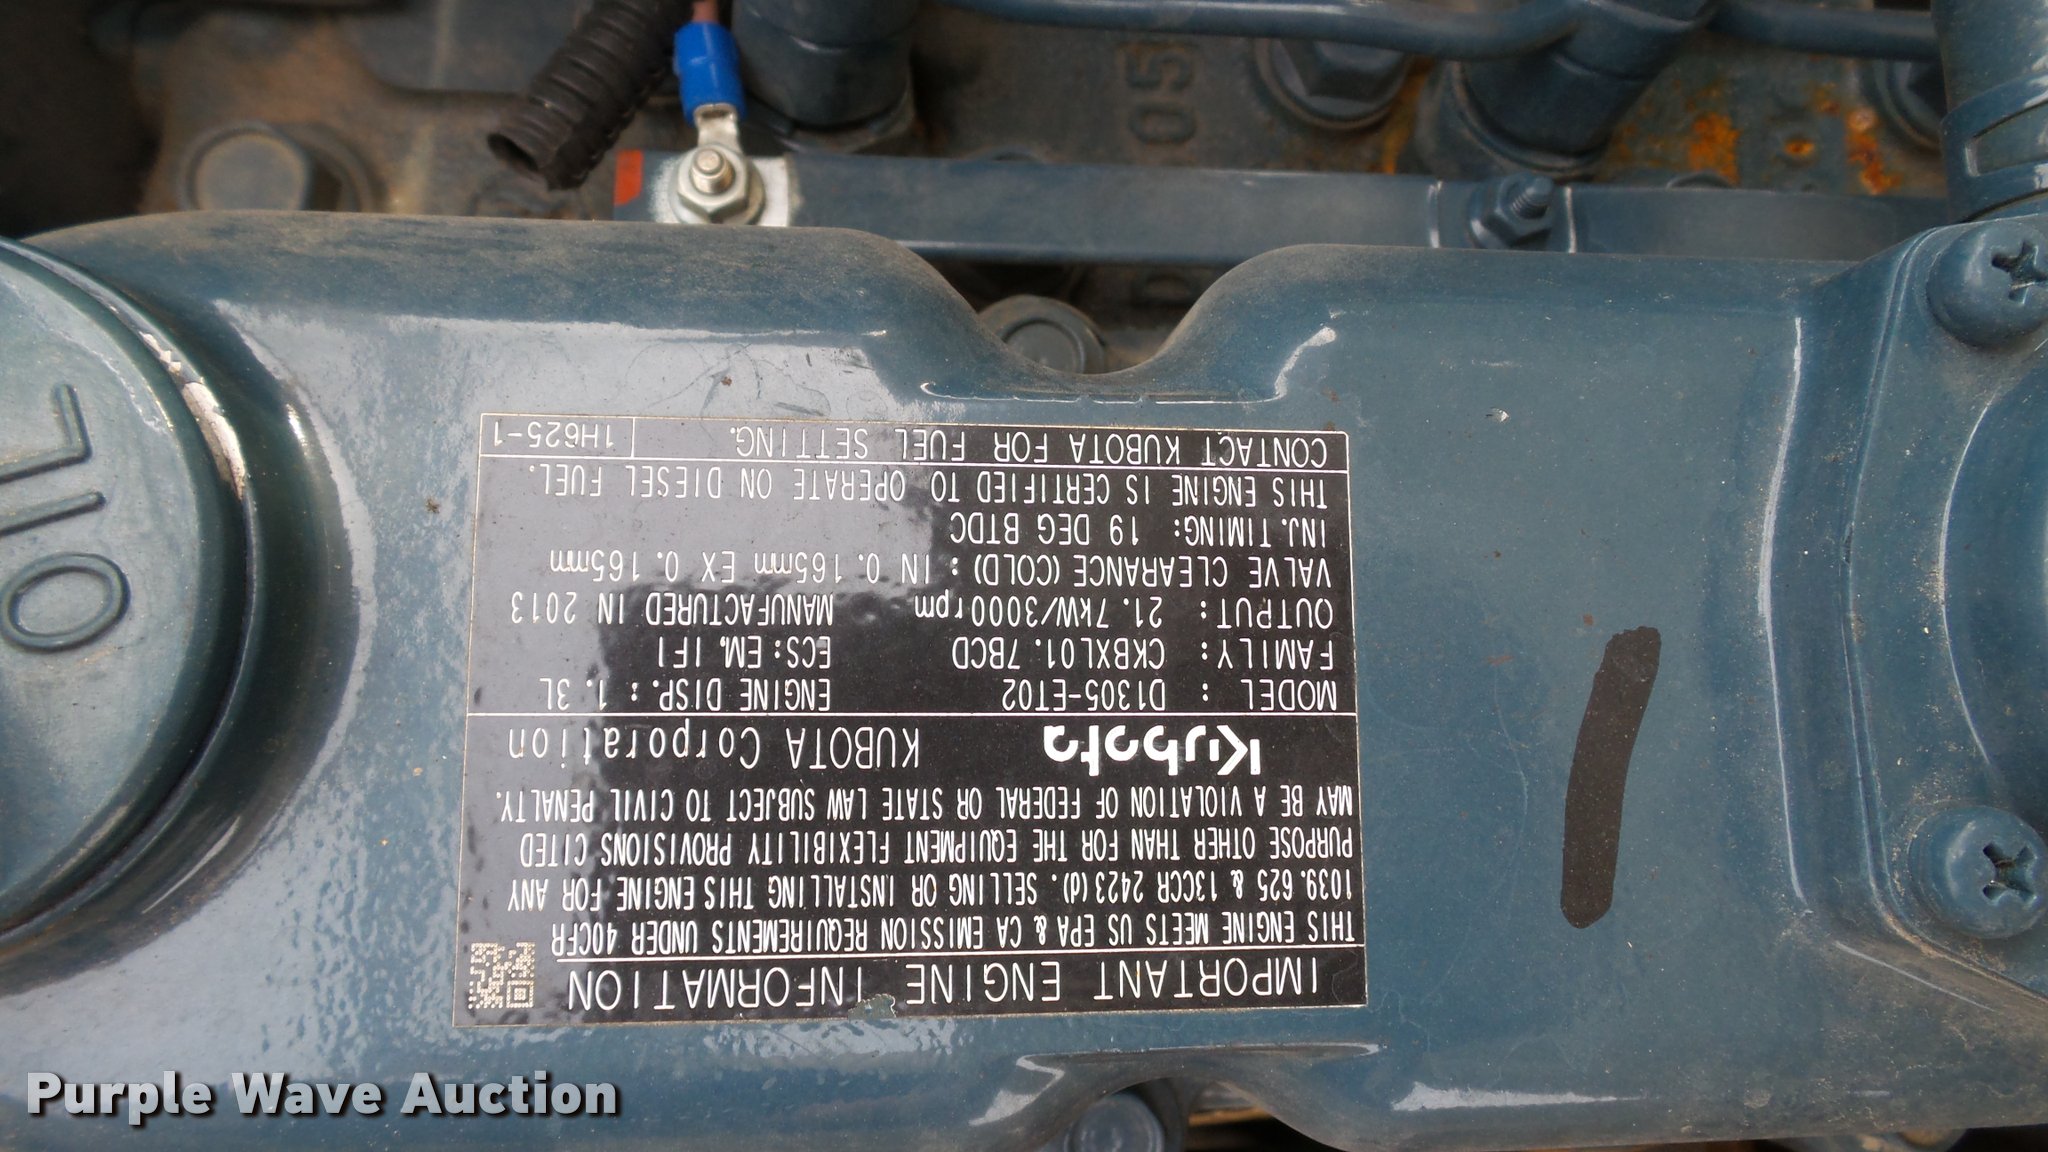 IMPORTANT ENGINE INFORMATION
THIS ENGINE MEETS US EPA & CA EMISSION REQUIREMENTS UNDER 40CFR
1039.625 & 13CCR 2423(d). SELLING OR INSTALLING THIS ENGINE FOR ANY
PURPOSE OTHER THAN FOR THE EQUIPMENT FLEXIBILITY PROVISIONS CITED
MAY BE A VIOLATION OF FEDERAL OR STATE LAW SUBJECT TO CIVIL PENALTY.
Kubota KUBOTA Corporation
MODEL : D1305-ET02 ENGINE DISP. : 1.3L
FAMILY: CKBXL01.7BCD ECS: EM, IFI
OUTPUT: 21.7kW/3000rpm MANUFACTURED IN 2013
VALVE CLEARANCE (COLD) : IN 0.165mm EX 0.165mm
INJ. TIMING: 19 DEG BTDC
THIS ENGINE IS CERTIFIED TO OPERATE ON DIESEL FUEL.
CONTACT KUBOTA FOR FUEL SETTING. 1H625-1
OIL
05
Purple Wave Auction